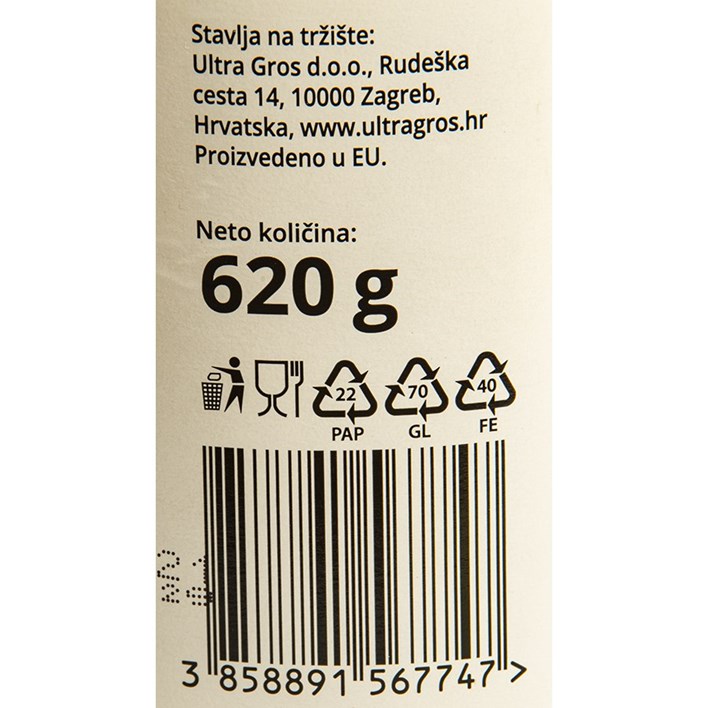 Stavlja na tržište:
Ultra Gros d.o.o., Rudeška
cesta 14, 10000 Zagreb,
Hrvatska, www.ultragros.hr
Proizvedeno u EU.
Neto količina:
620 g
22 70 40
PAP GL FE
3 858891 567747 >